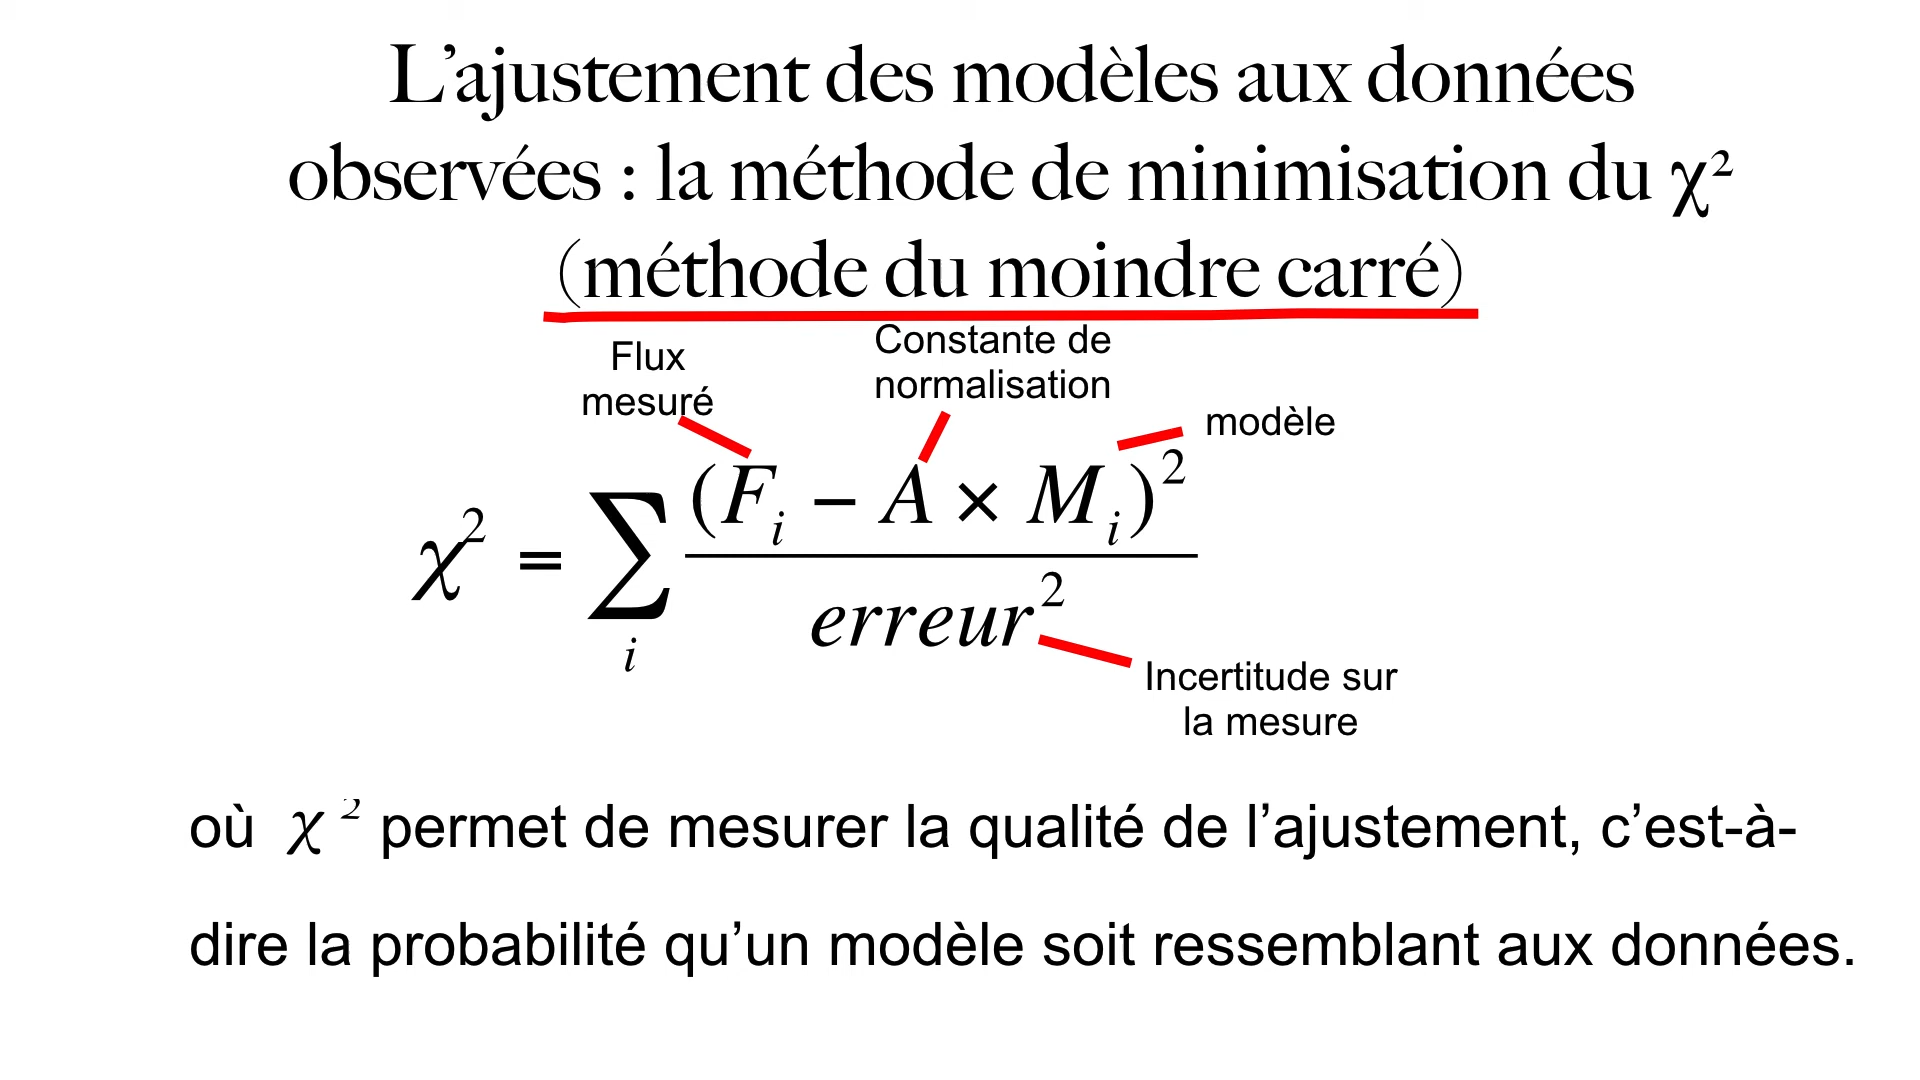 L’ajustement des modèles aux données
observées : la méthode de minimisation du χ²
(méthode du moindre carré)
Flux
mesuré
Constante de
normalisation
modèle
χ² = ∑ᵢ (Fᵢ − A × Mᵢ)² / erreur²
Incertitude sur
la mesure
où χ² permet de mesurer la qualité de l’ajustement, c’est-à-
dire la probabilité qu’un modèle soit ressemblant aux données.